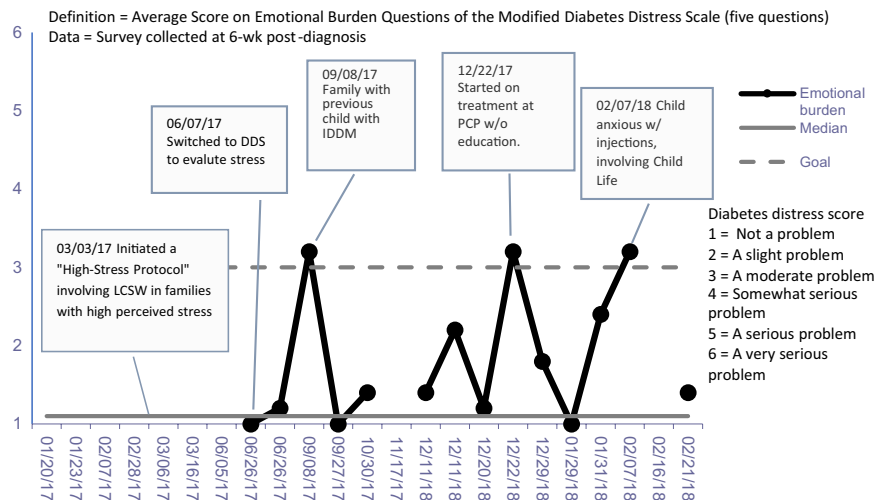 Definition = Average Score on Emotional Burden Questions of the Modified Diabetes Distress Scale (five questions)
Data = Survey collected at 6-wk post-diagnosis
6
5
4
3
2
1
03/03/17 Initiated a
"High-Stress Protocol"
involving LCSW in families
with high perceived stress
06/07/17
Switched to DDS
to evalute stress
09/08/17
Family with
previous
child with
IDDM
12/22/17
Started on
treatment at
PCP w/o
education.
02/07/18 Child
anxious w/
injections,
involving Child
Life
Emotional
burden
Median
Goal
Diabetes distress score
1 = Not a problem
2 = A slight problem
3 = A moderate problem
4 = Somewhat serious
problem
5 = A serious problem
6 = A very serious
problem
01/20/17
01/23/17
02/07/17
02/28/17
03/06/17
03/16/17
06/05/17
06/26/17
06/26/17
09/08/17
09/27/17
10/30/17
11/17/17
12/11/18
12/11/18
12/20/18
12/22/18
12/29/18
01/29/18
01/31/18
02/07/18
02/16/18
02/21/18